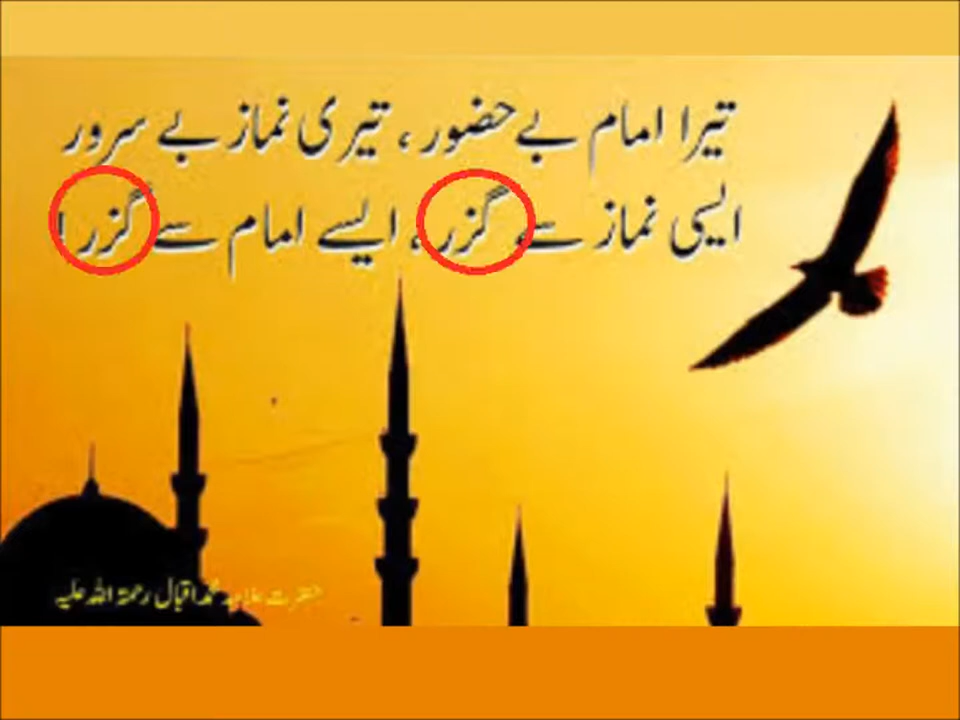 تیرا امام بے حضور، تیری نماز بے سرور
ایسی نماز سے گزر، ایسے امام سے گزر!
حضرت علامہ محمد اقبال رحمۃ اللہ علیہ